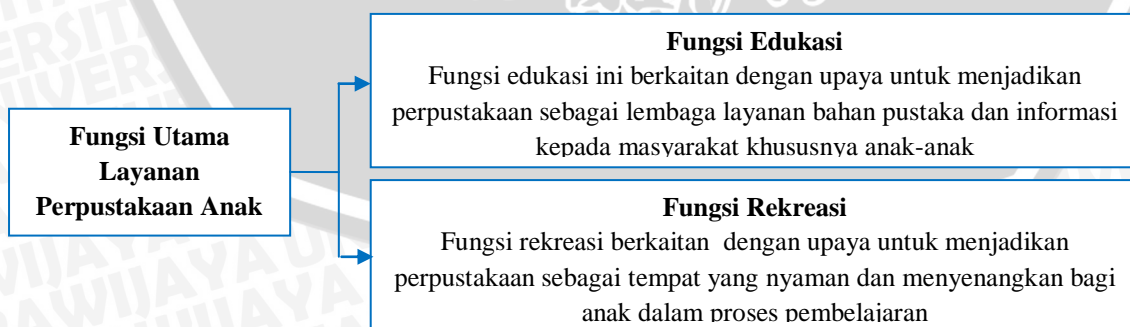 Fungsi Utama
Layanan
Perpustakaan Anak
Fungsi Edukasi
Fungsi edukasi ini berkaitan dengan upaya untuk menjadikan
perpustakaan sebagai lembaga layanan bahan pustaka dan informasi
kepada masyarakat khususnya anak-anak
Fungsi Rekreasi
Fungsi rekreasi berkaitan dengan upaya untuk menjadikan
perpustakaan sebagai tempat yang nyaman dan menyenangkan bagi
anak dalam proses pembelajaran